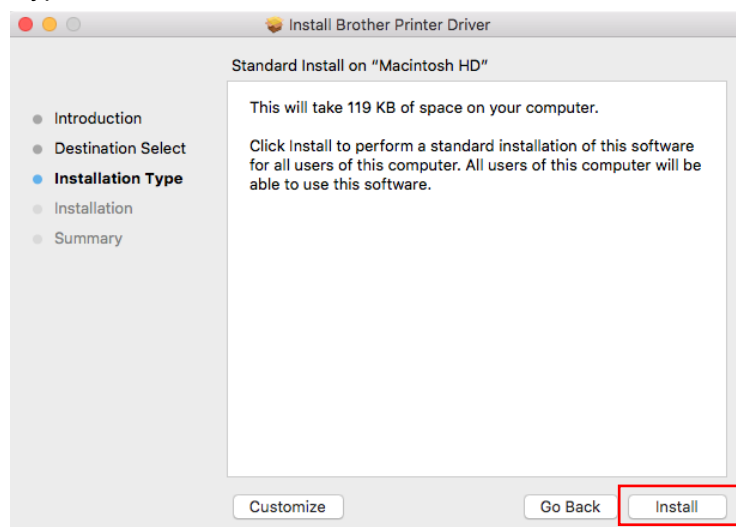 Install Brother Printer Driver
Standard Install on “Macintosh HD”
Introduction
Destination Select
Installation Type
Installation
Summary
This will take 119 KB of space on your computer.
Click Install to perform a standard installation of this software
for all users of this computer. All users of this computer will be
able to use this software.
Customize
Go Back
Install